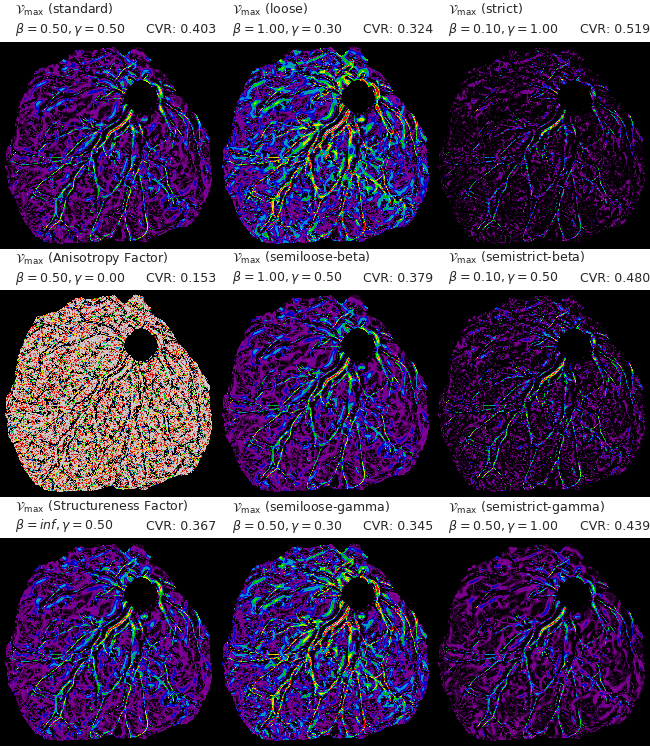 𝒱max (standard)
β = 0.50, γ = 0.50 CVR: 0.403
𝒱max (loose)
β = 1.00, γ = 0.30 CVR: 0.324
𝒱max (strict)
β = 0.10, γ = 1.00 CVR: 0.519
𝒱max (Anisotropy Factor)
β = 0.50, γ = 0.00 CVR: 0.153
𝒱max (semiloose-beta)
β = 1.00, γ = 0.50 CVR: 0.379
𝒱max (semistrict-beta)
β = 0.10, γ = 0.50 CVR: 0.480
𝒱max (Structureness Factor)
β = inf, γ = 0.50 CVR: 0.367
𝒱max (semiloose-gamma)
β = 0.50, γ = 0.30 CVR: 0.345
𝒱max (semistrict-gamma)
β = 0.50, γ = 1.00 CVR: 0.439